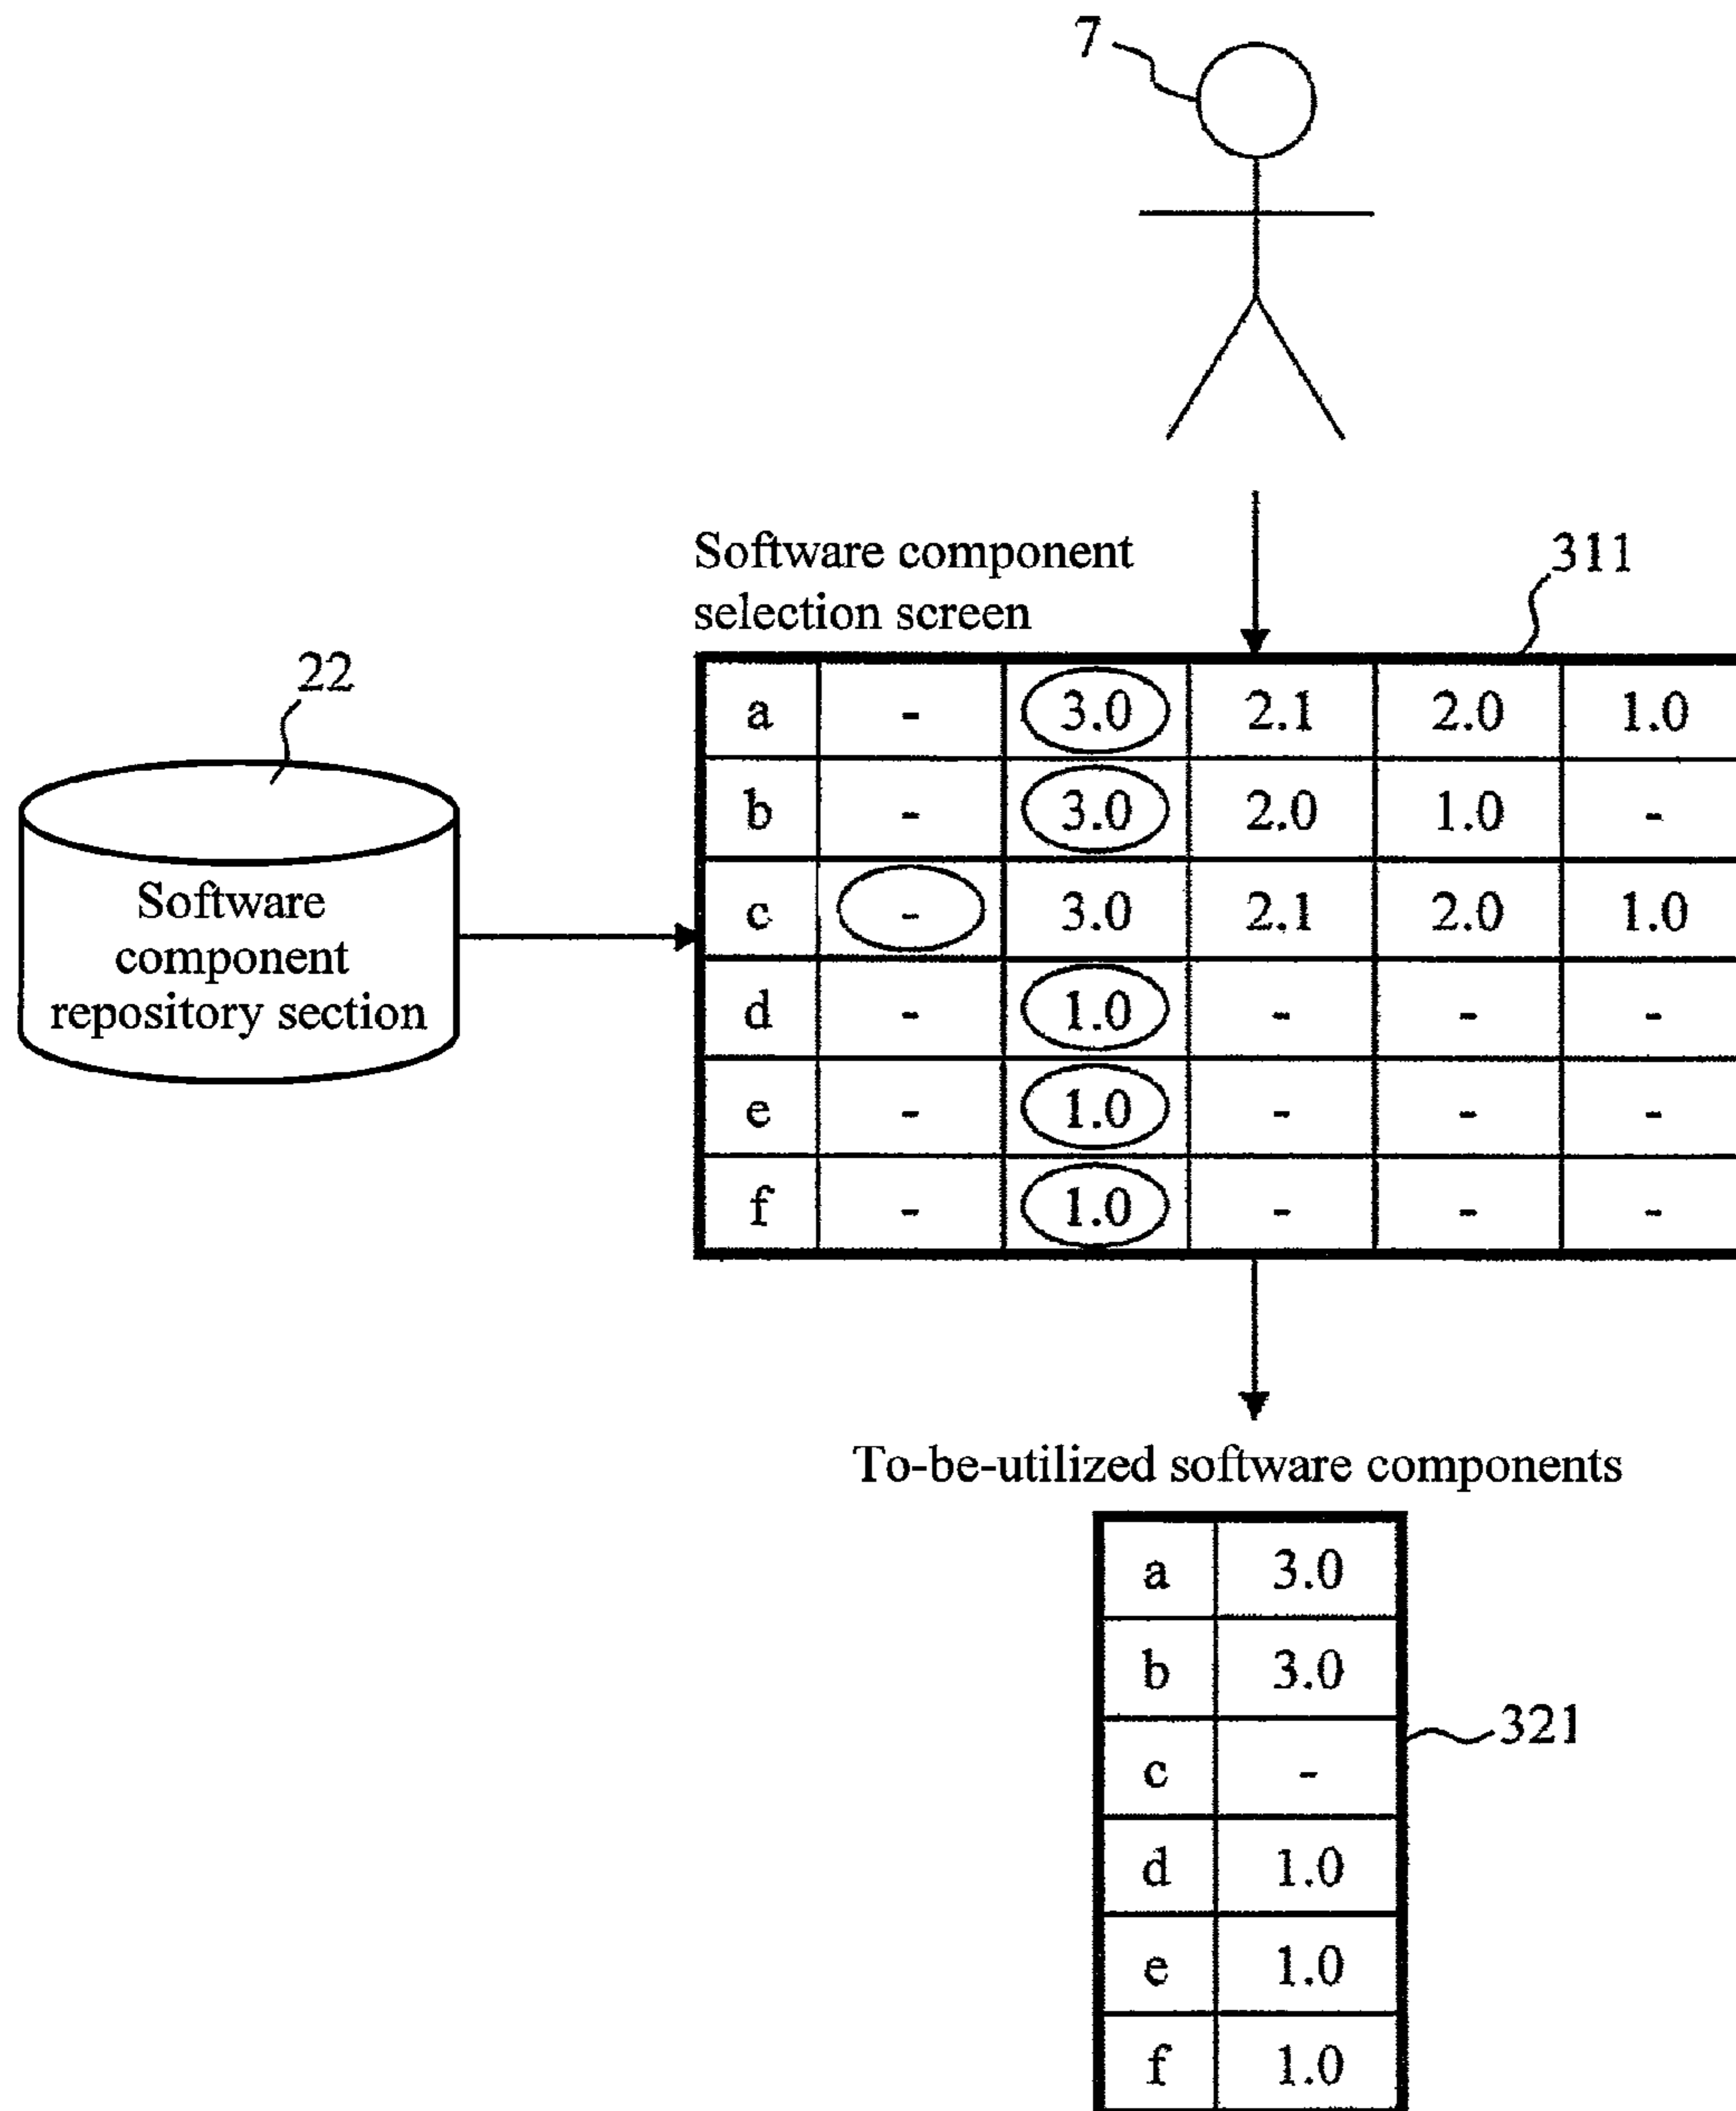 7
Software component
selection screen
311
22
Software
component
repository section
a - 3.0 2.1 2.0 1.0
b - 3.0 2.0 1.0 -
c - 3.0 2.1 2.0 1.0
d - 1.0 - - -
e - 1.0 - - -
f - 1.0 - - -
To-be-utilized software components
a 3.0
b 3.0
c -
d 1.0
e 1.0
f 1.0
321